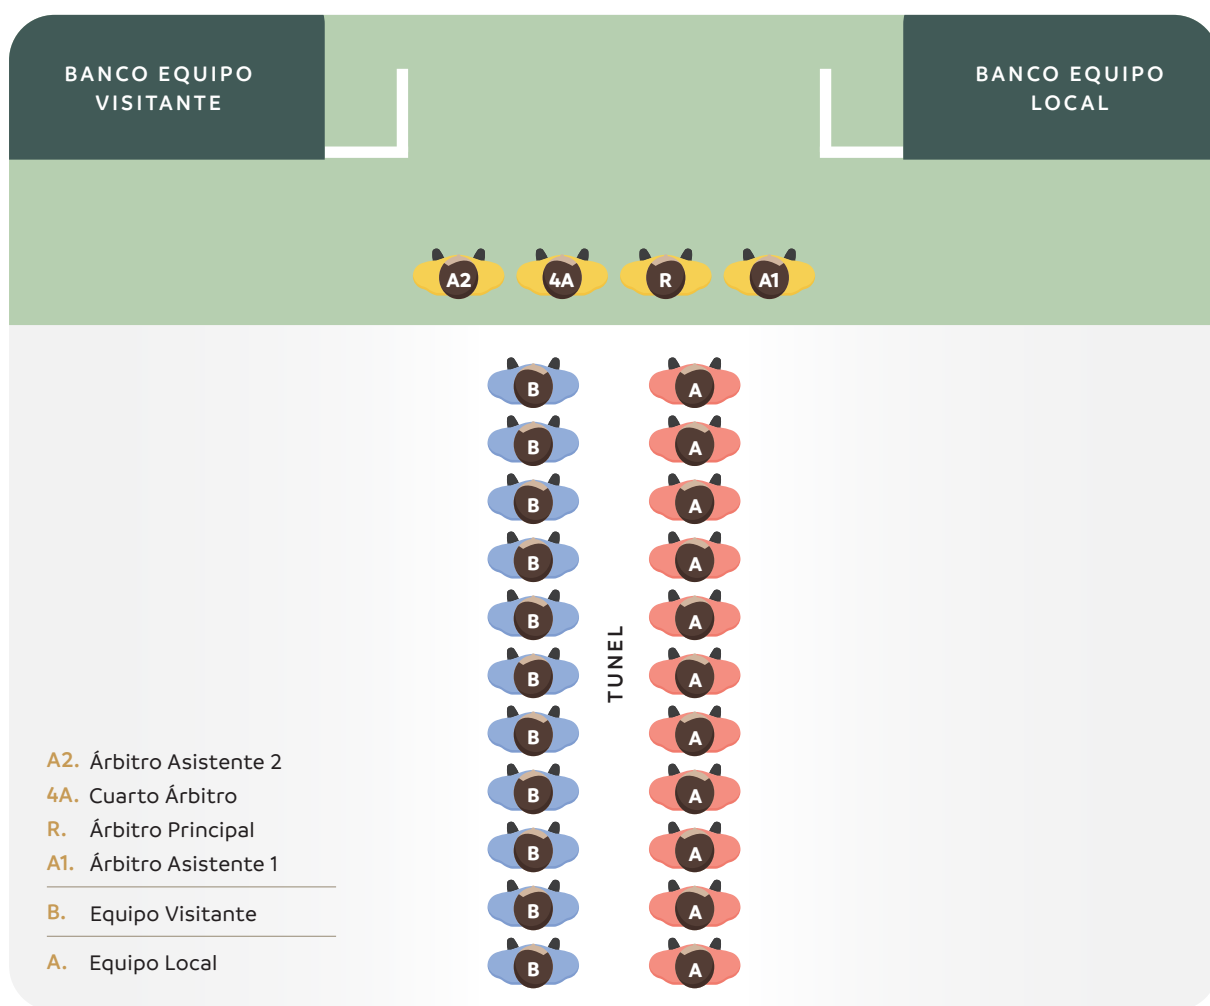 BANCO EQUIPO
VISITANTE
BANCO EQUIPO
LOCAL
A2 4A R A1
B A
B A
B A
B A
B A
B A
B A
B A
B A
B A
B A
TUNEL
A2. Árbitro Asistente 2
4A. Cuarto Árbitro
R. Árbitro Principal
A1. Árbitro Asistente 1
B. Equipo Visitante
A. Equipo Local